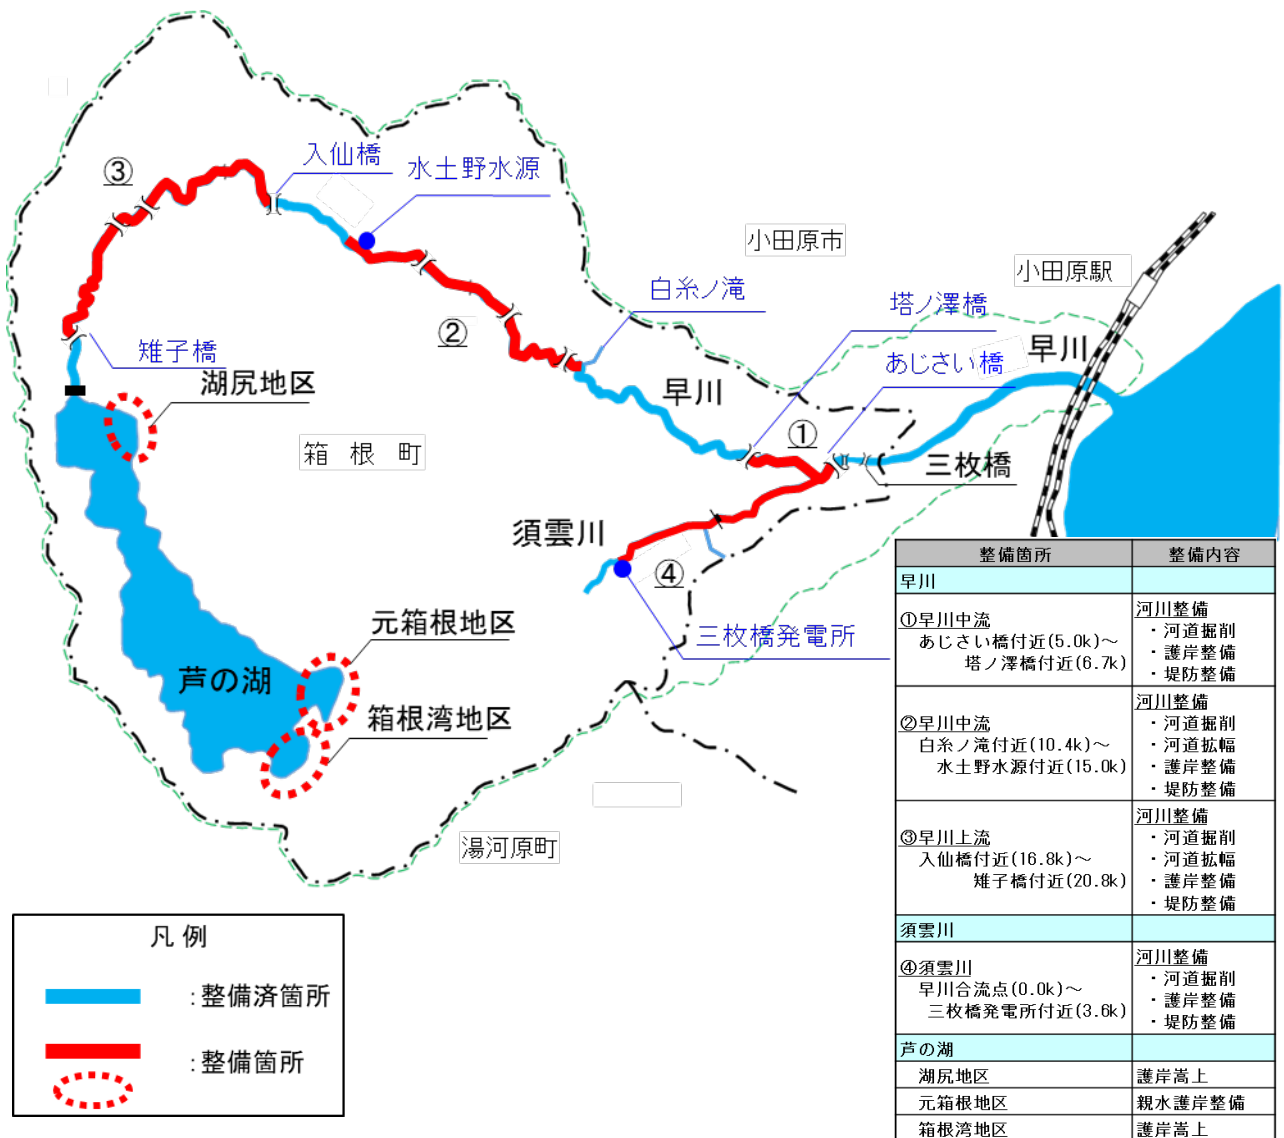 ③
入仙橋
水土野水源
小田原市
小田原駅
白糸ノ滝
塔ノ澤橋
早川
②
雉子橋
あじさい橋
湖尻地区
早川
①
箱根町
三枚橋
須雲川
④
元箱根地区
三枚橋発電所
芦の湖
箱根湾地区
湯河原町
凡例
:整備済箇所
:整備箇所
整備箇所 整備内容
早川
①早川中流
あじさい橋付近(5.0k)～
塔ノ澤橋付近(6.7k)
河川整備
・河道掘削
・護岸整備
・堤防整備
②早川中流
白糸ノ滝付近(10.4k)～
水土野水源付近(15.0k)
河川整備
・河道掘削
・河道拡幅
・護岸整備
・堤防整備
③早川上流
入仙橋付近(16.8k)～
雉子橋付近(20.8k)
河川整備
・河道掘削
・河道拡幅
・護岸整備
・堤防整備
須雲川
④須雲川
早川合流点(0.0k)～
三枚橋発電所付近(3.6k)
河川整備
・河道掘削
・護岸整備
・堤防整備
芦の湖
湖尻地区 護岸嵩上
元箱根地区 親水護岸整備
箱根湾地区 護岸嵩上